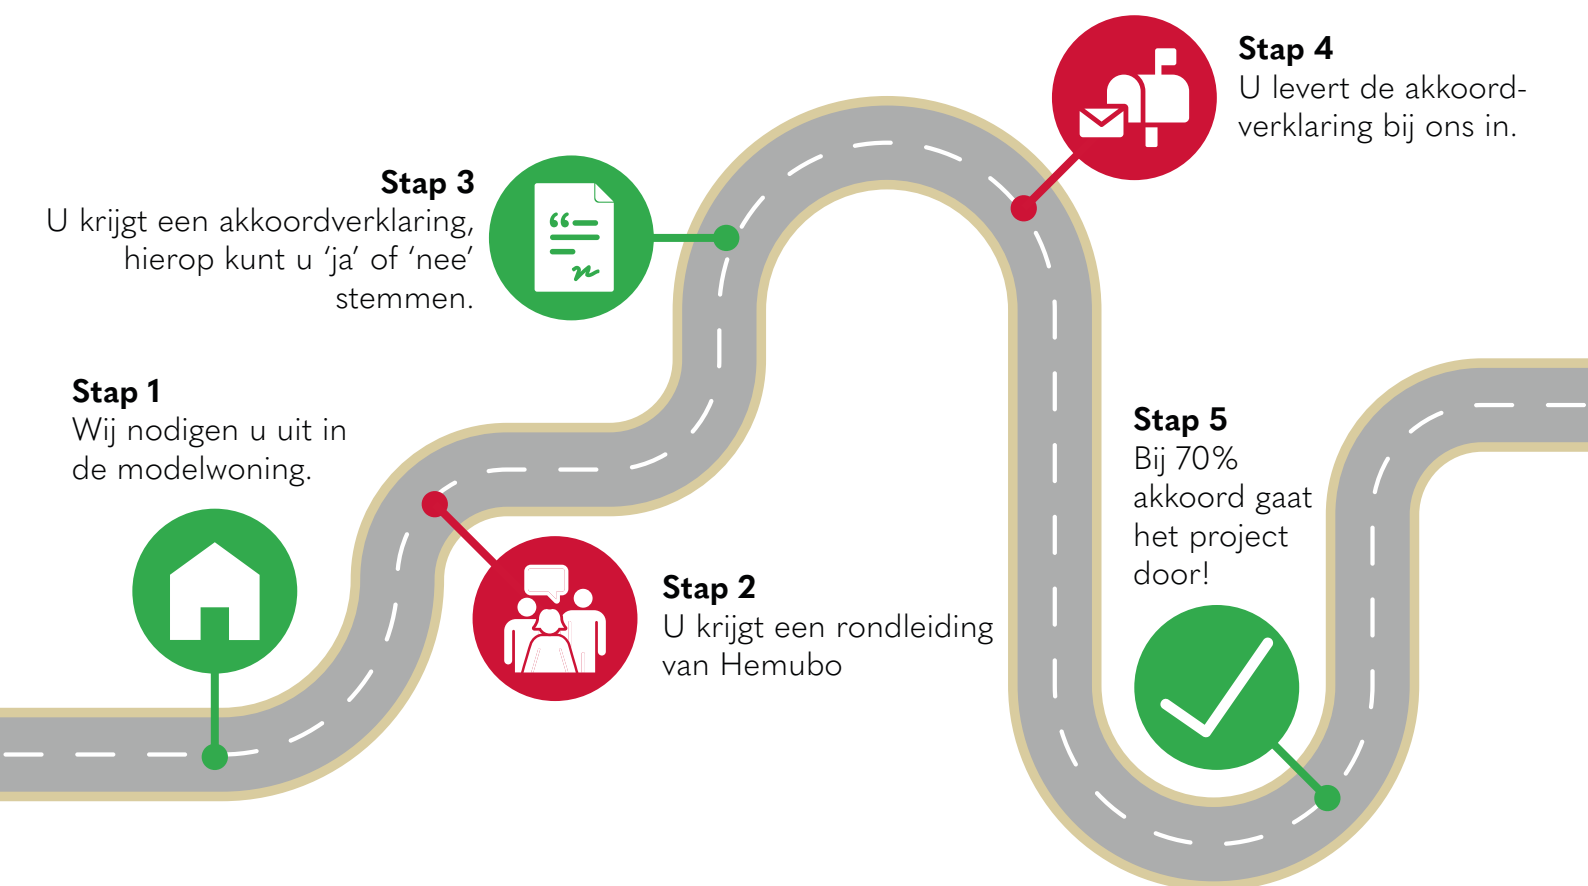 Stap 1
Wij nodigen u uit in
de modelwoning.
Stap 2
U krijgt een rondleiding
van Hemubo
Stap 3
U krijgt een akkoordverklaring,
hierop kunt u ‘ja’ of ‘nee’
stemmen.
Stap 4
U levert de akkoord-
verklaring bij ons in.
Stap 5
Bij 70%
akkoord gaat
het project
door!